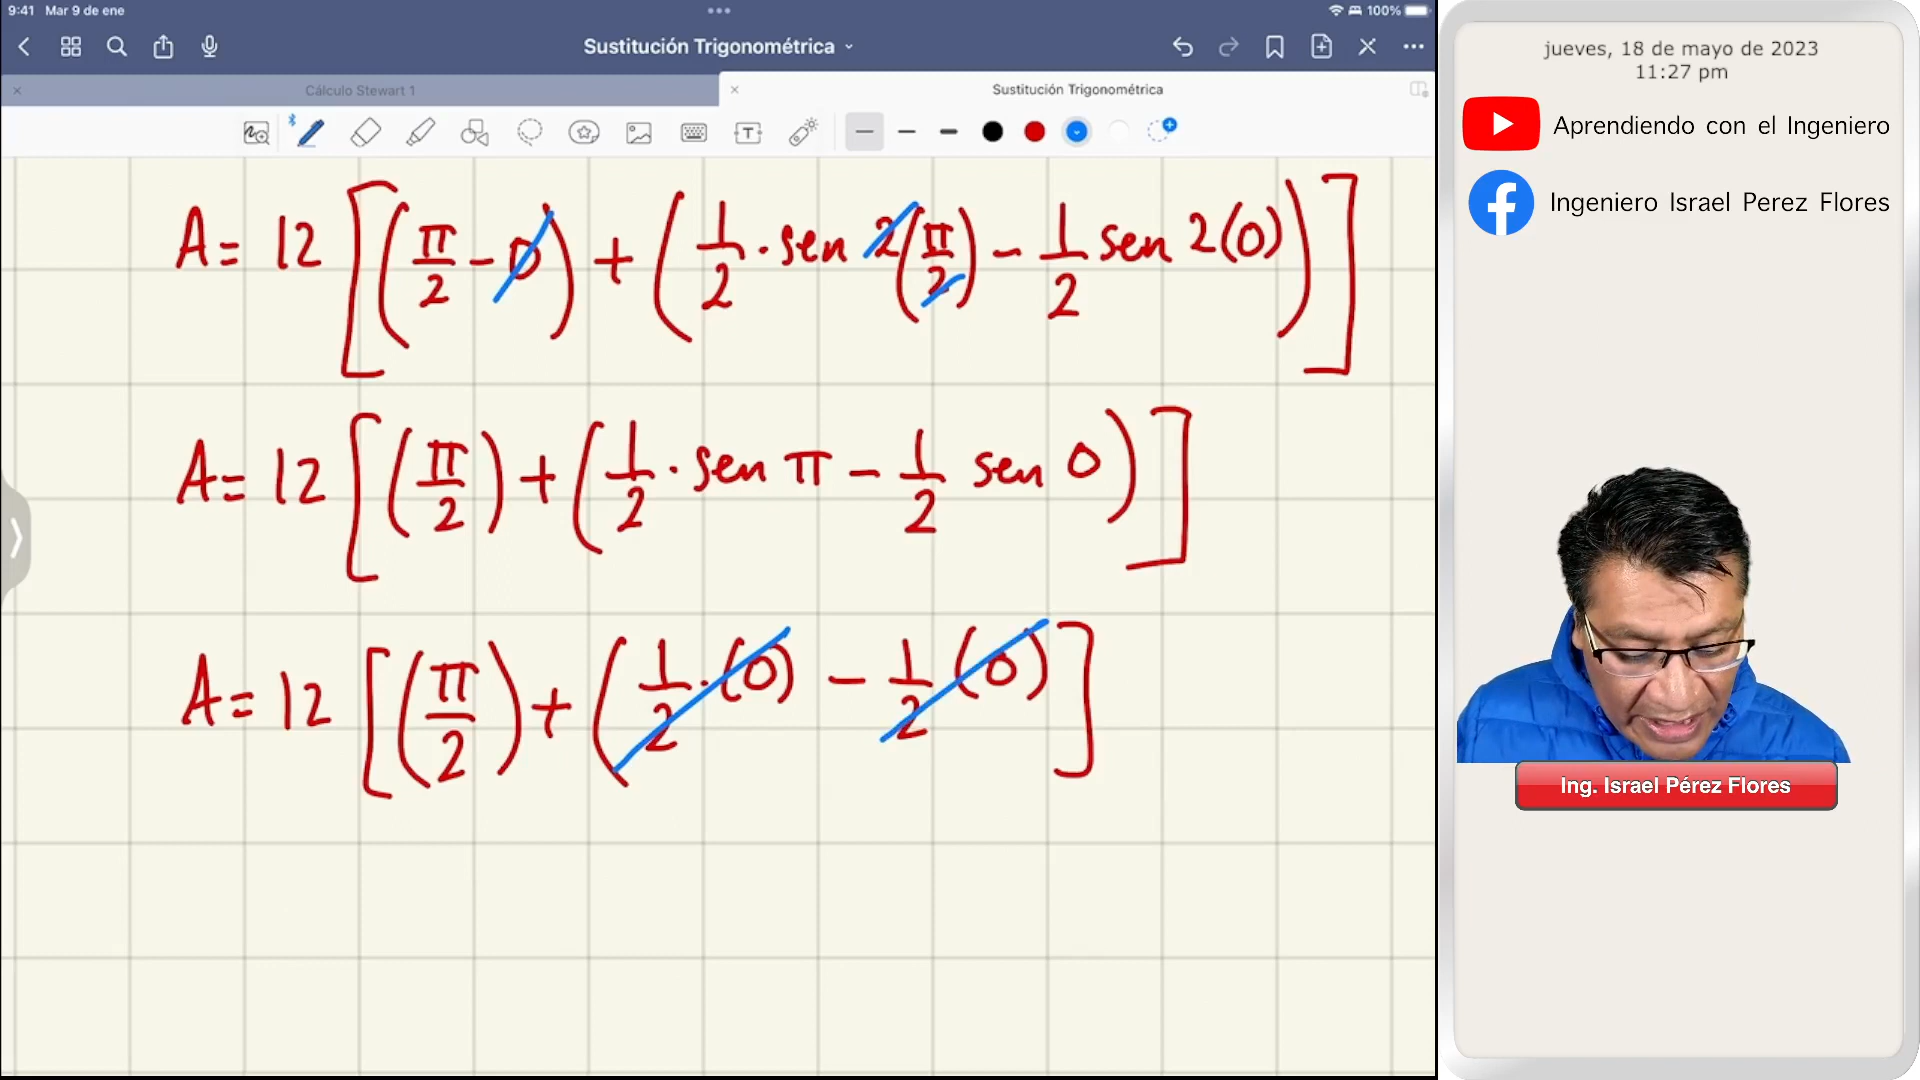 9:41 Mar 9 de ene
100%
Sustitución Trigonométrica
Cálculo Stewart 1
Sustitución Trigonométrica
A = 12 [(π/2 - 0) + (1/2 · sen 2(π/2) - 1/2 sen 2(0))]
A = 12 [(π/2) + (1/2 · sen π - 1/2 sen 0)]
A = 12 [(π/2) + (1/2 · (0) - 1/2 (0)]
jueves, 18 de mayo de 2023
11:27 pm
Aprendiendo con el Ingeniero
Ingeniero Israel Perez Flores
Ing. Israel Pérez Flores